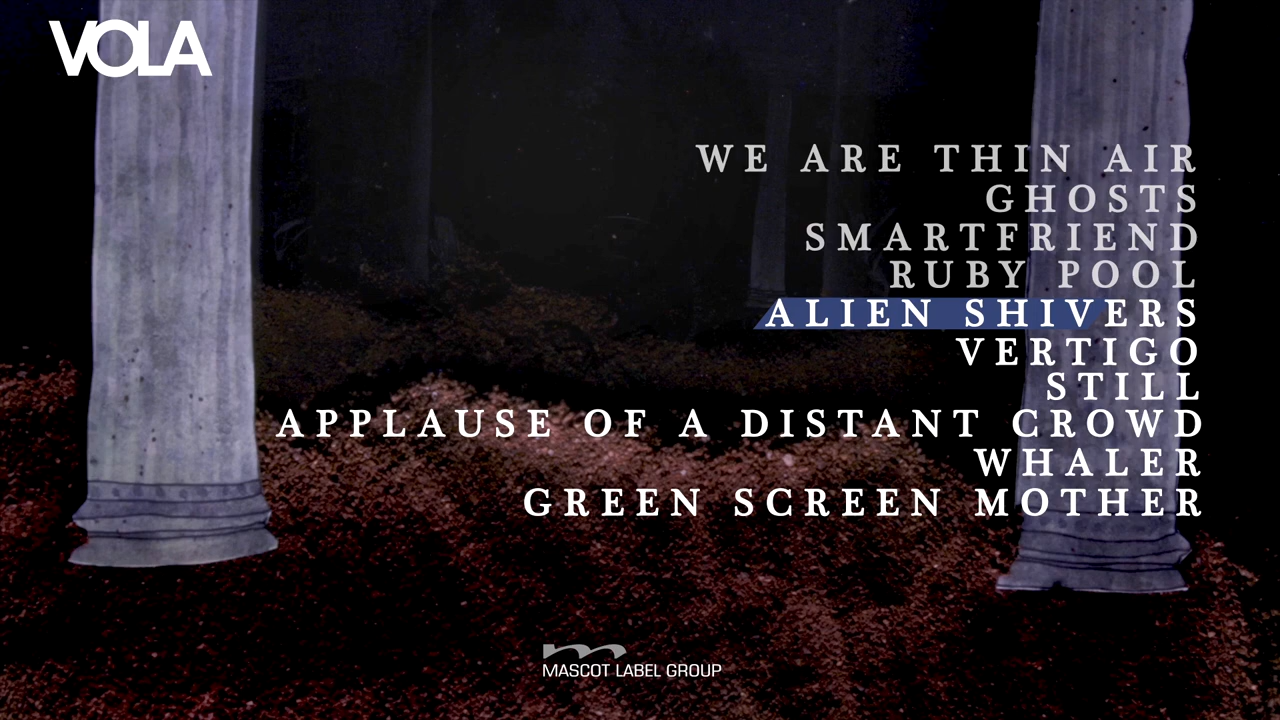 VOLA
WE ARE THIN AIR
GHOSTS
SMARTFRIEND
RUBY POOL
ALIEN SHIVERS
VERTIGO
STILL
APPLAUSE OF A DISTANT CROWD
WHALER
GREEN SCREEN MOTHER
MASCOT LABEL GROUP